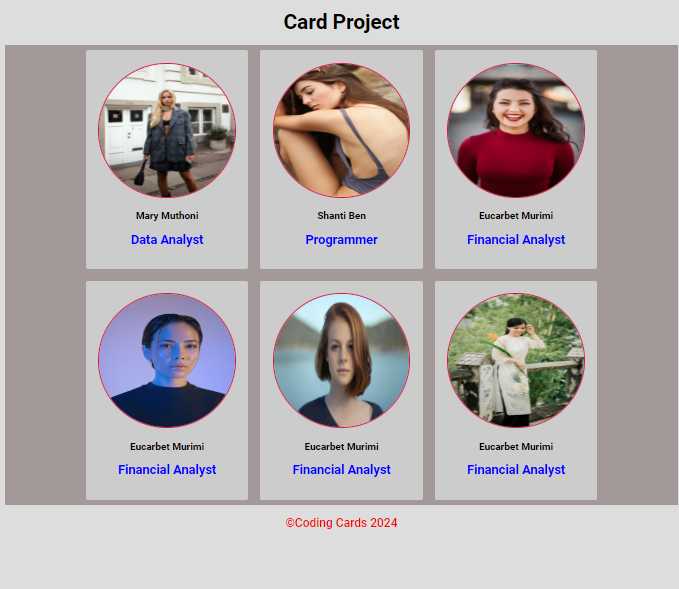 Card Project
Mary Muthoni
Data Analyst
Shanti Ben
Programmer
Eucarbet Murimi
Financial Analyst
Eucarbet Murimi
Financial Analyst
Eucarbet Murimi
Financial Analyst
Eucarbet Murimi
Financial Analyst
©Coding Cards 2024